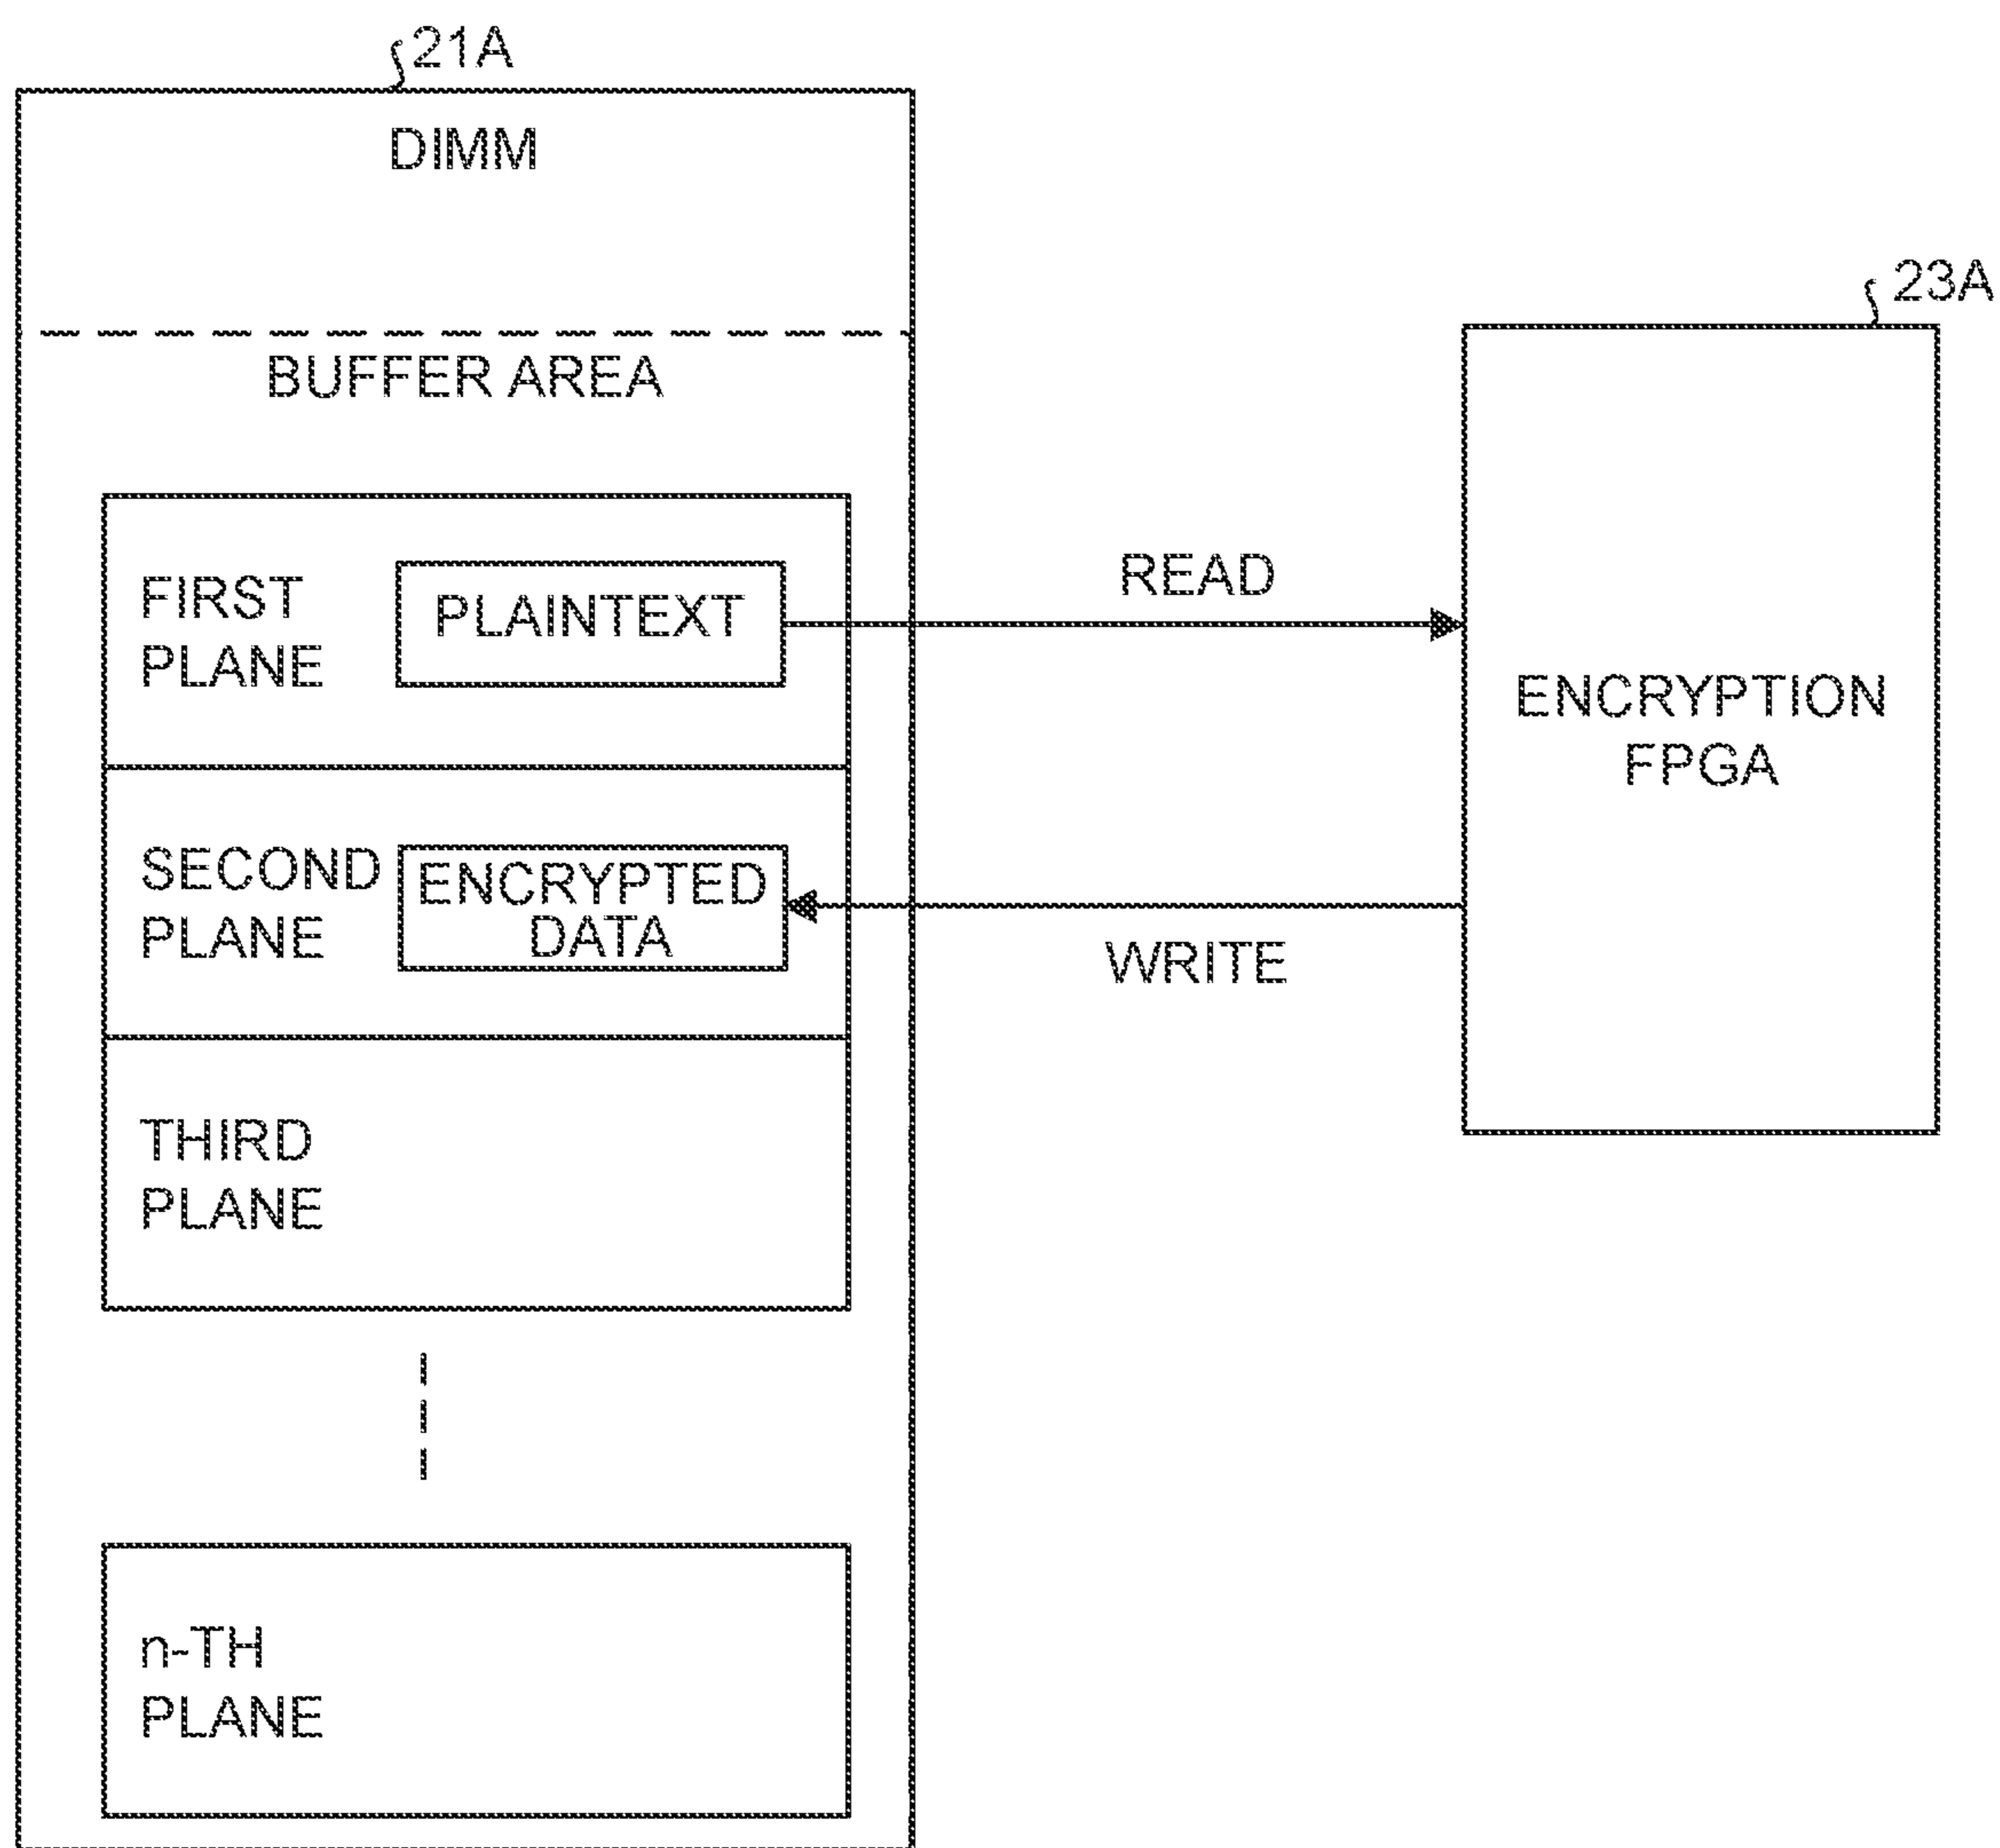 21A
DIMM
23A
BUFFER AREA
FIRST
PLANE
PLAINTEXT
READ
ENCRYPTION
FPGA
SECOND
PLANE
ENCRYPTED
DATA
WRITE
THIRD
PLANE
n-TH
PLANE